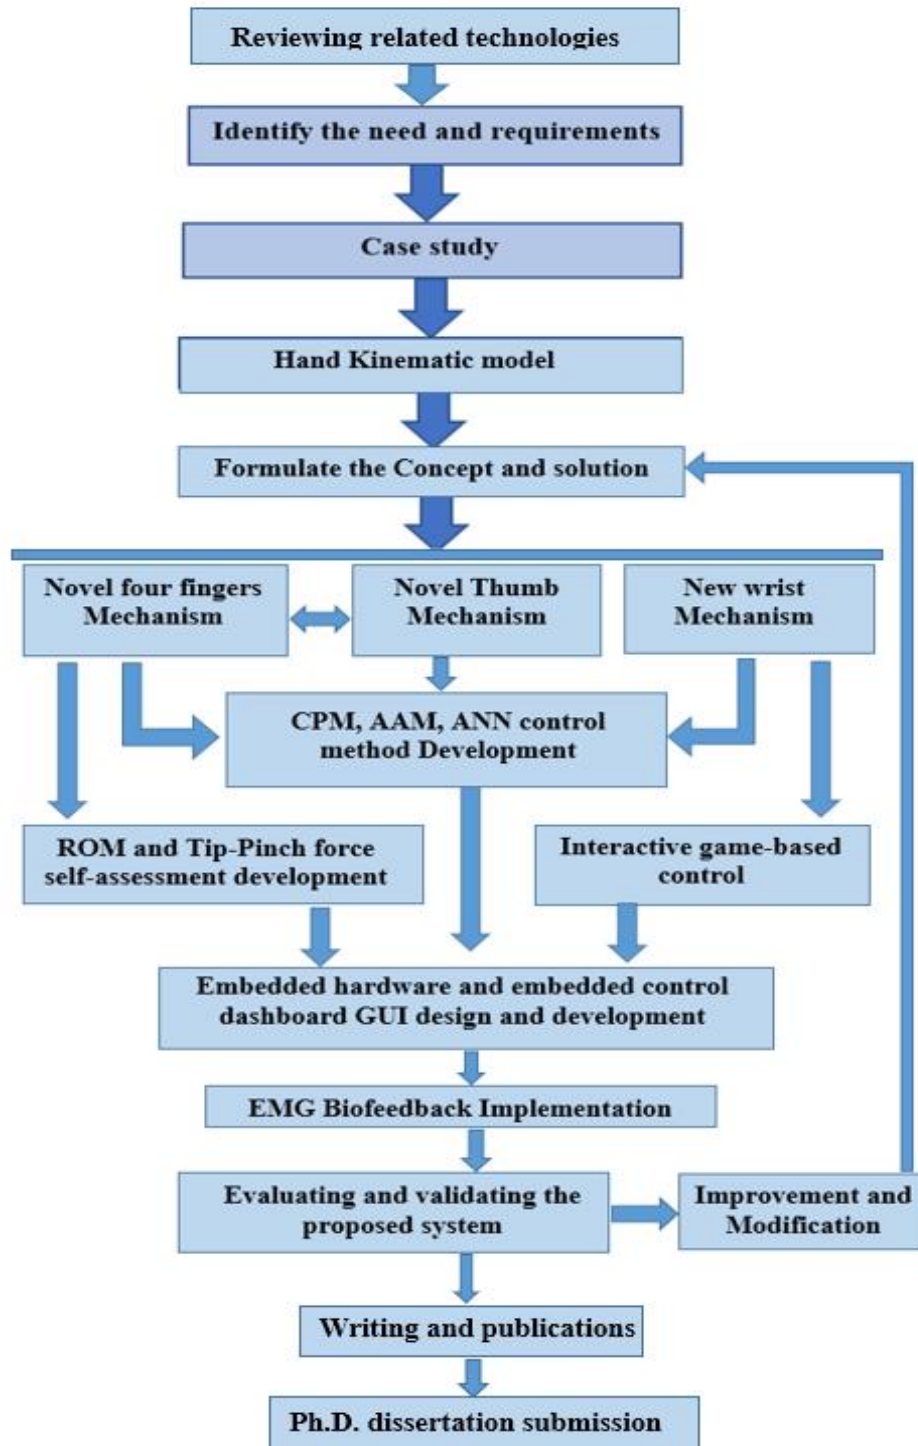 Reviewing related technologies
Identify the need and requirements
Case study
Hand Kinematic model
Formulate the Concept and solution
Novel four fingers
Mechanism
Novel Thumb
Mechanism
New wrist
Mechanism
CPM, AAM, ANN control
method Development
ROM and Tip-Pinch force
self-assessment development
Interactive game-based
control
Embedded hardware and embedded control
dashboard GUI design and development
EMG Biofeedback Implementation
Evaluating and validating the
proposed system
Improvement and
Modification
Writing and publications
Ph.D. dissertation submission